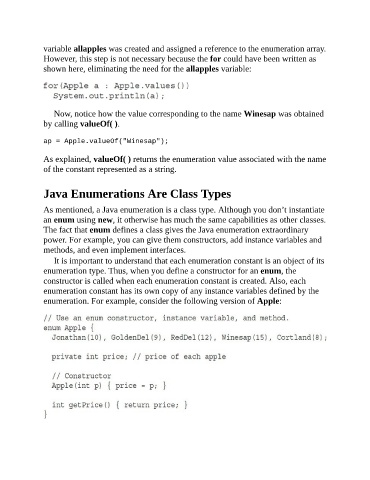 variable allapples was created and assigned a reference to the enumeration array.
However, this step is not necessary because the for could have been written as
shown here, eliminating the need for the allapples variable:
for(Apple a : Apple.values())
  System.out.println(a);
Now, notice how the value corresponding to the name Winesap was obtained
by calling valueOf( ).
ap = Apple.valueOf("Winesap");
As explained, valueOf( ) returns the enumeration value associated with the name
of the constant represented as a string.
Java Enumerations Are Class Types
As mentioned, a Java enumeration is a class type. Although you don’t instantiate
an enum using new, it otherwise has much the same capabilities as other classes.
The fact that enum defines a class gives the Java enumeration extraordinary
power. For example, you can give them constructors, add instance variables and
methods, and even implement interfaces.
It is important to understand that each enumeration constant is an object of its
enumeration type. Thus, when you define a constructor for an enum, the
constructor is called when each enumeration constant is created. Also, each
enumeration constant has its own copy of any instance variables defined by the
enumeration. For example, consider the following version of Apple:
// Use an enum constructor, instance variable, and method.
enum Apple {
  Jonathan(10), GoldenDel(9), RedDel(12), Winesap(15), Cortland(8);
  private int price; // price of each apple
  // Constructor
  Apple(int p) { price = p; }
  int getPrice() { return price; }
}